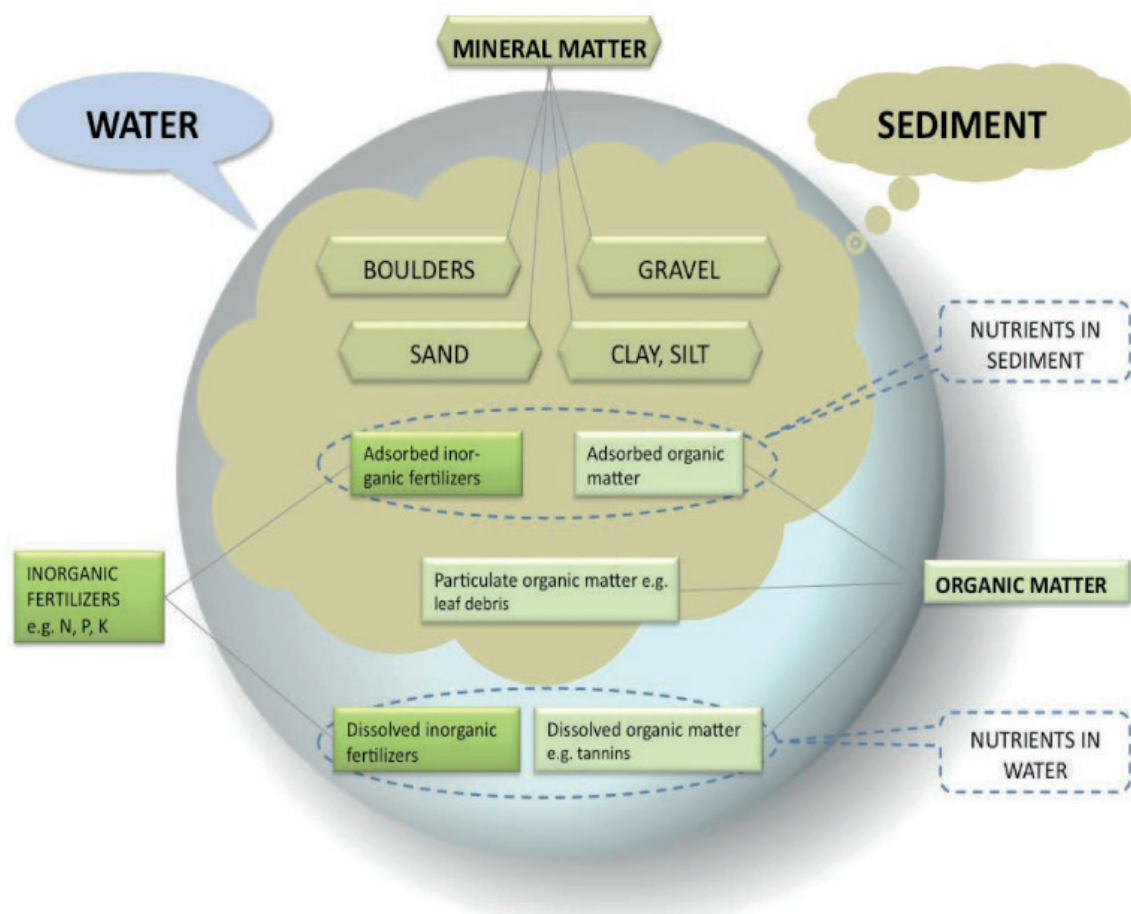 MINERAL MATTER
WATER
SEDIMENT
BOULDERS
GRAVEL
SAND
CLAY, SILT
NUTRIENTS IN
SEDIMENT
Adsorbed inor-
ganic fertilizers
Adsorbed organic
matter
INORGANIC
FERTILIZERS
e.g. N, P, K
Particulate organic matter e.g.
leaf debris
ORGANIC MATTER
Dissolved inorganic
fertilizers
Dissolved organic matter
e.g. tannins
NUTRIENTS IN
WATER